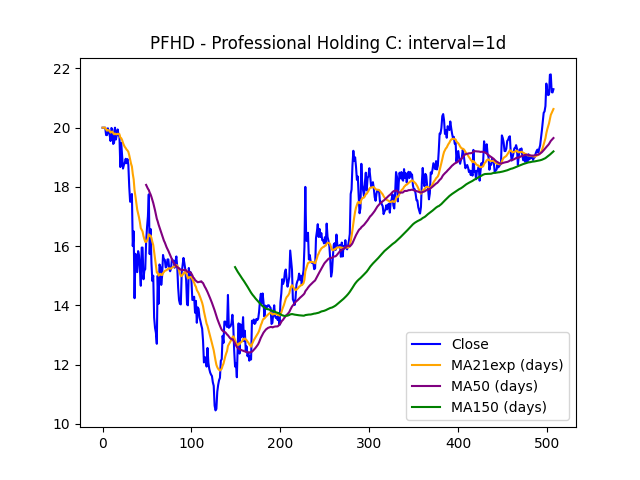 PFHD - Professional Holding C: interval=1d
22
20
18
16
14
12
10
0
100
200
300
400
500
Close
MA21exp (days)
MA50 (days)
MA150 (days)